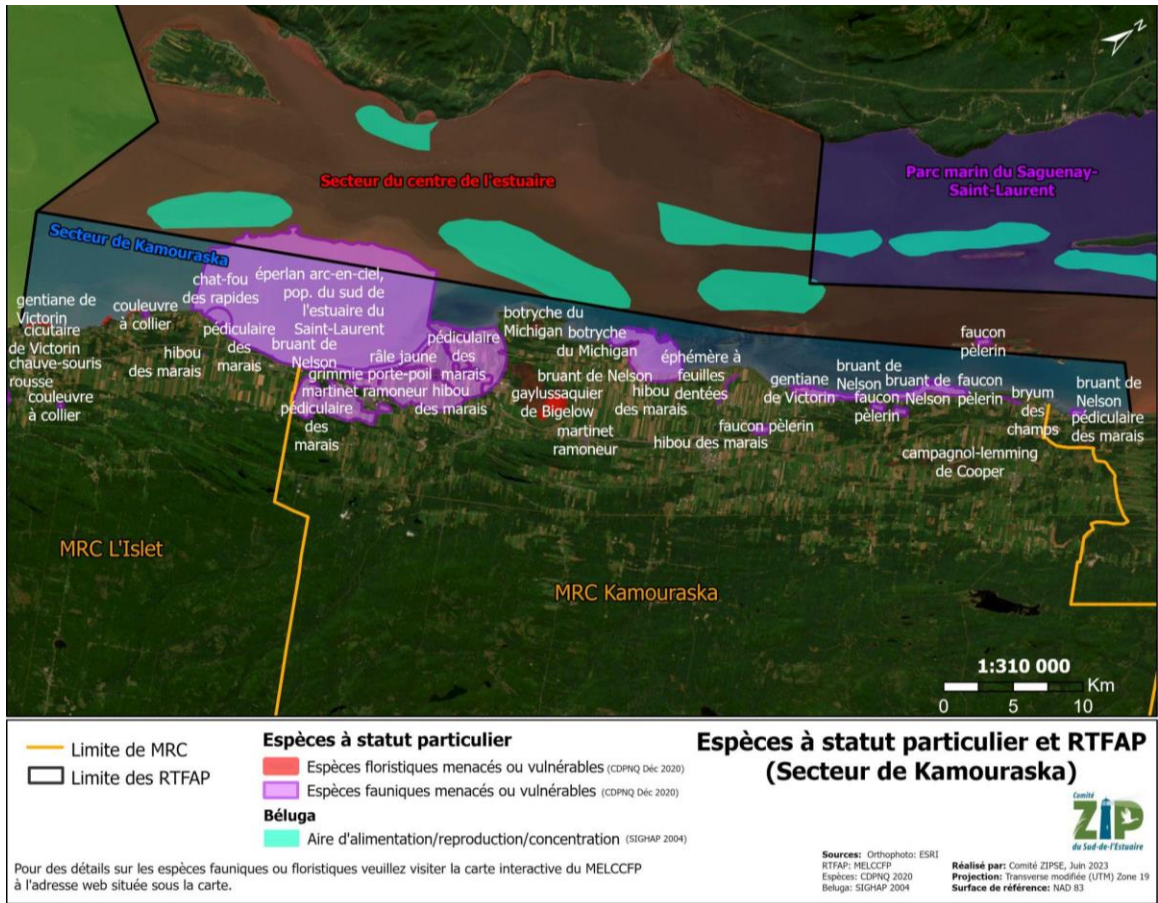 N
Secteur du centre de l'estuaire
Parc marin du Saguenay-
Saint-Laurent
Secteur de Kamouraska
gentiane de
Victorin
cicutaire
de Victorin
chauve-souris
rousse
couleuvre
à collier
couleuvre
à collier
chat-fou
des rapides
hibou
des marais
pédiculaire
des
marais
éperlan arc-en-ciel,
pop. du sud de
l'estuaire du
Saint-Laurent
bruant de
Nelson
râle jaune
grimmie porte-poil
martinet ramoneur
pédiculaire
des
marais
pédiculaire
des
marais
hibou
des marais
botryche du
Michigan
botryche
du Michigan
bruant de Nelson
gaylussaquier
de Bigelow
martinet
ramoneur
hibou
des marais
éphémère à
feuilles
dentées
hibou des marais
faucon pèlerin
gentiane
de Victorin
bruant de
Nelson
faucon
pèlerin
bruant de
Nelson
faucon
pèlerin
faucon
pèlerin
bryum
des
champs
bruant de
Nelson
pédiculaire
des marais
campagnol-lemming
de Cooper
MRC L'Islet
MRC Kamouraska
1:310 000
Km
0 5 10
Limite de MRC
Limite des RTFAP
Espèces à statut particulier
Espèces floristiques menacés ou vulnérables (CDPNQ Déc 2020)
Espèces fauniques menacés ou vulnérables (CDPNQ Déc 2020)
Béluga
Aire d'alimentation/reproduction/concentration (SIGHAP 2004)
Pour des détails sur les espèces fauniques ou floristiques veuillez visiter la carte interactive du MELCCFP
à l'adresse web située sous la carte.
Espèces à statut particulier et RTFAP
(Secteur de Kamouraska)
Comité
ZIP
du Sud-de-l'Estuaire
Sources: Orthophoto: ESRI
RTFAP: MELCCFP
Espèces: CDPNQ 2020
Beluga: SIGHAP 2004
Réalisé par: Comité ZIPSE, Juin 2023
Projection: Transverse modifiée (UTM) Zone 19
Surface de référence: NAD 83